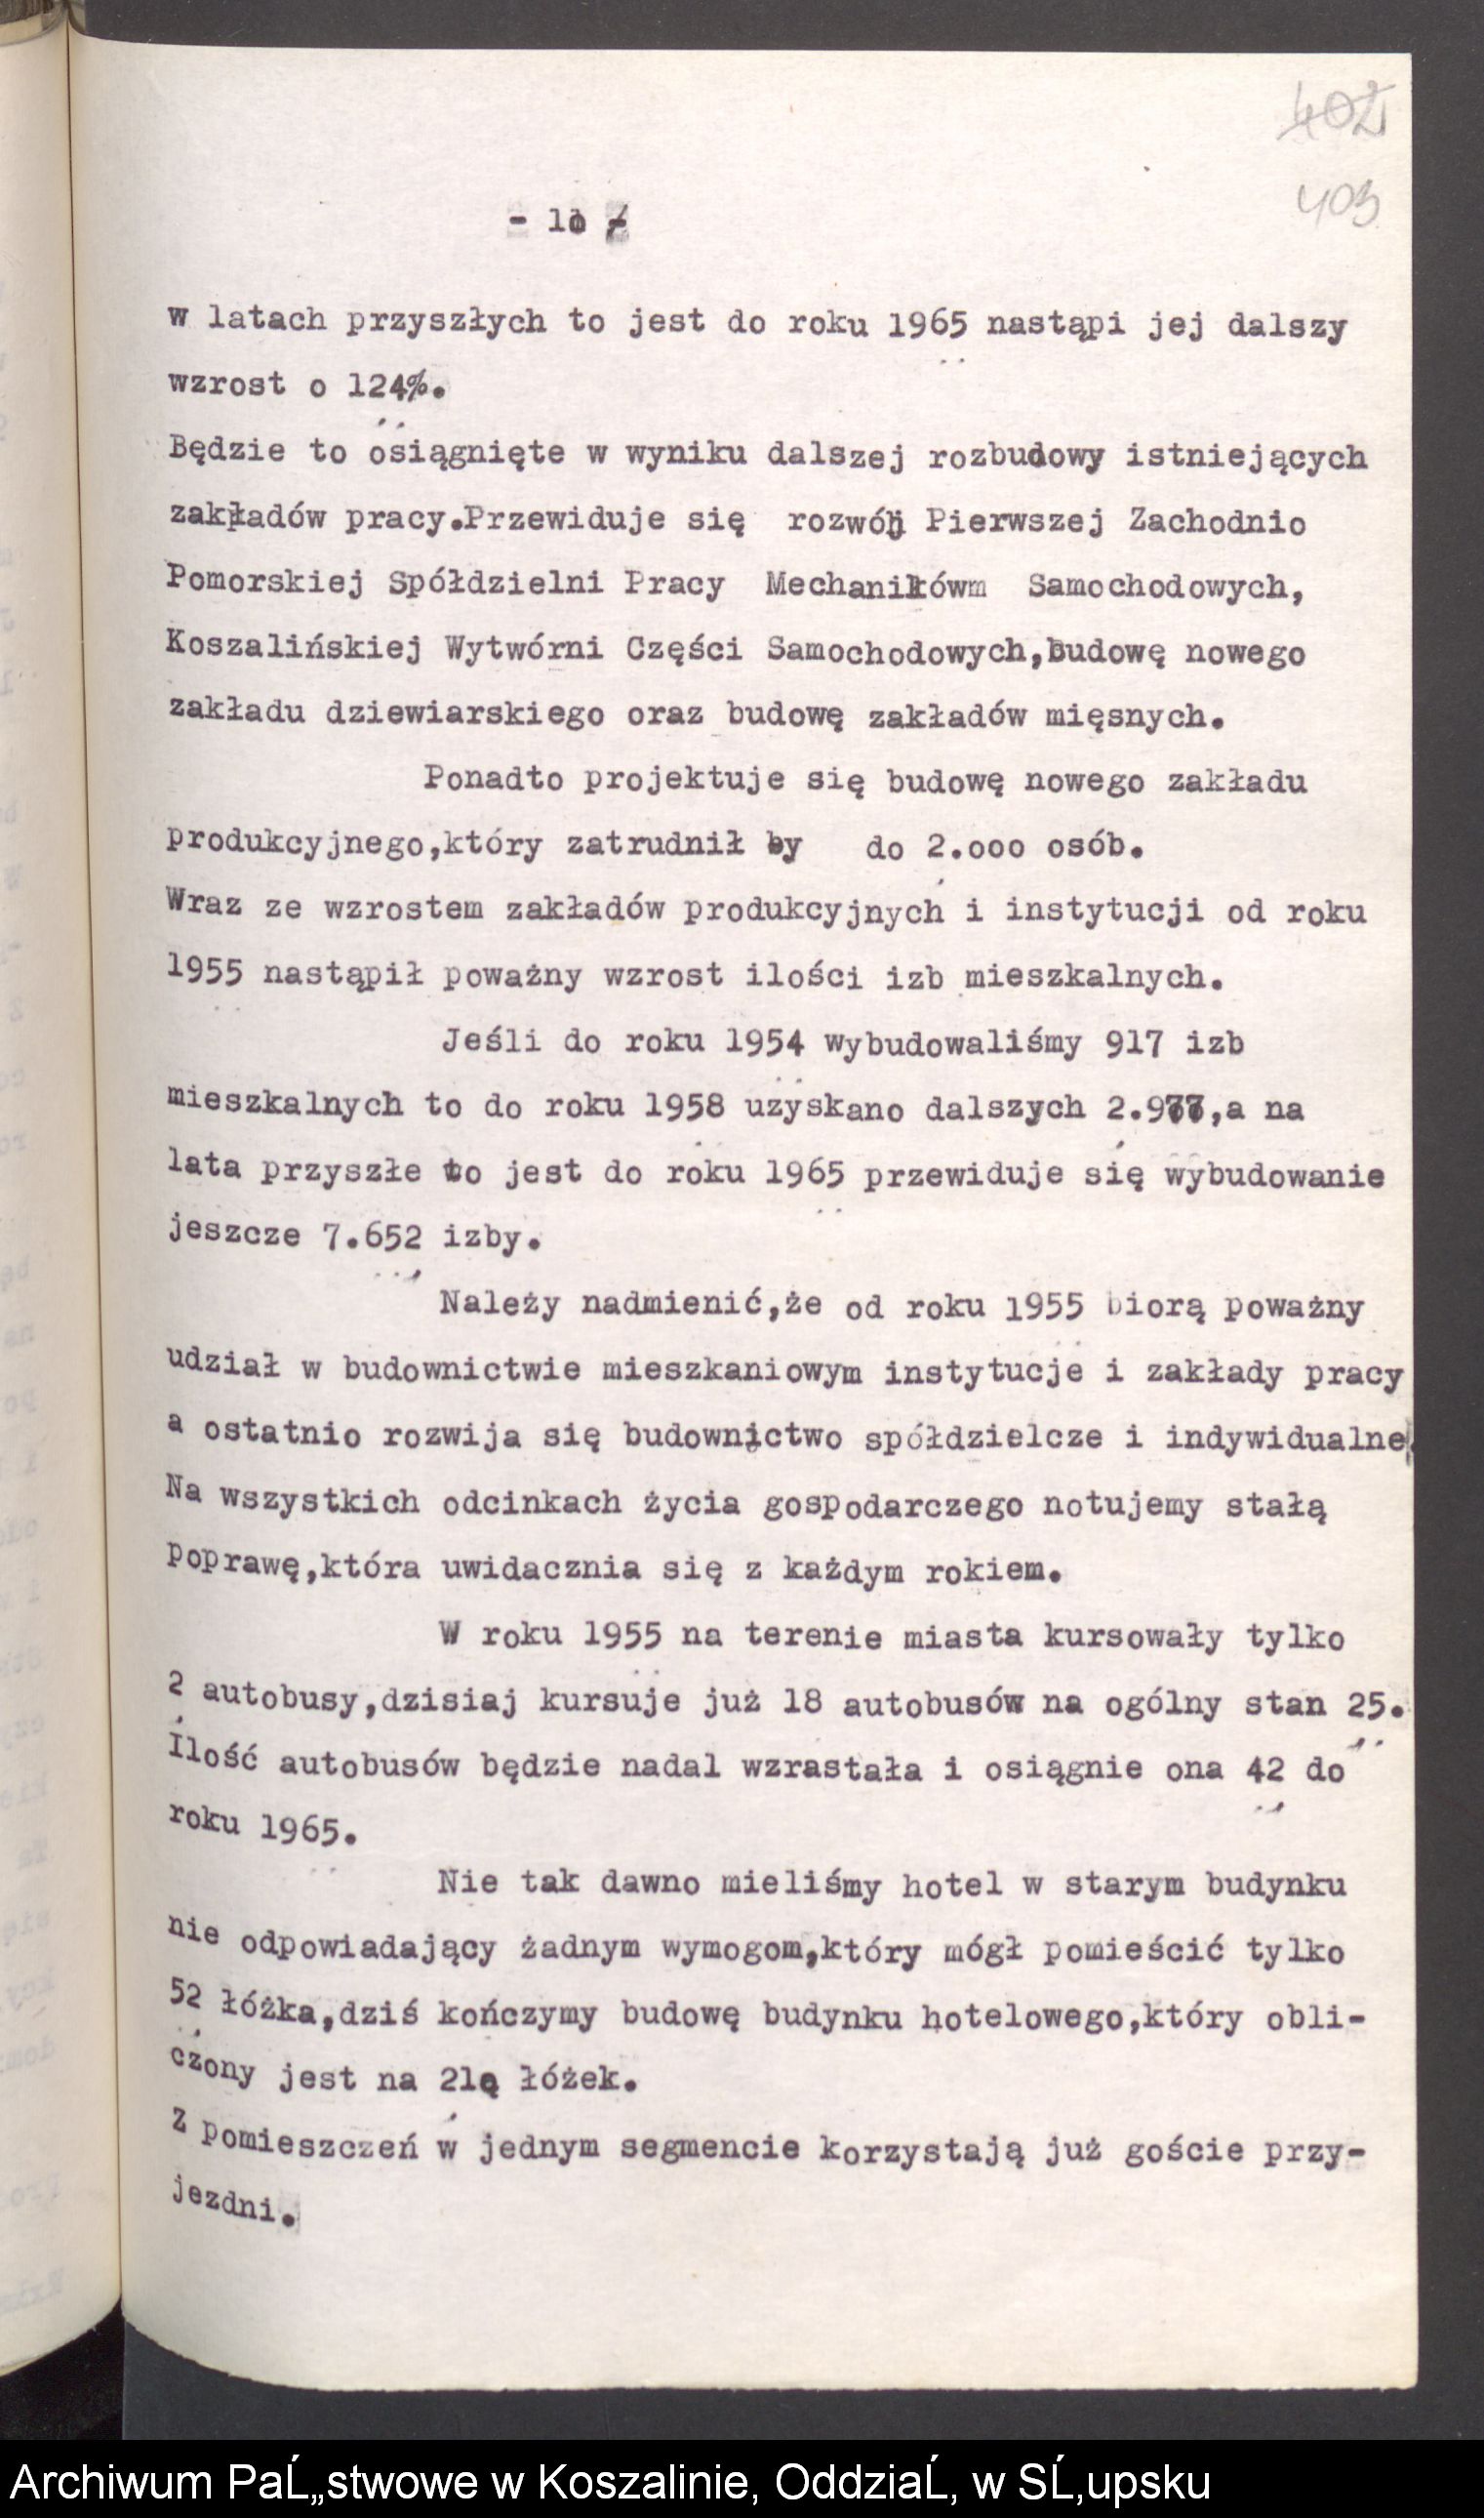 403
w latach przyszłych to jest do roku 1965 nastąpi jej dalszy
wzrost o 124%.
Będzie to osiągnięte w wyniku dalszej rozbudowy istniejących
zakładów pracy.Przewiduje się rozwój Pierwszej Zachodnio
Pomorskiej Spółdzielni Pracy Mechanikówm Samochodowych,
Koszalińskiej Wytwórni Części Samochodowych,budowę nowego
zakładu dziewiarskiego oraz budowę zakładów mięsnych.
Ponadto projektuje się budowę nowego zakładu
produkcyjnego,który zatrudnił by do 2.000 osób.
Wraz ze wzrostem zakładów produkcyjnych i instytucji od roku
1955 nastąpił poważny wzrost ilości izb mieszkalnych.
Jeśli do roku 1954 wybudowaliśmy 917 izb
mieszkalnych to do roku 1958 uzyskano dalszych a na
lata przyszłe to jest do roku 1965 przewiduje się wybudowanie
jeszcze 7.652 izby.
Należy nadmienić,że od roku 1955 biorą poważny
udział w budownictwie mieszkaniowym instytucje i zakłady pracy
a ostatnio rozwija się budownictwo spółdzielcze i indywidualne.
Na wszystkich odcinkach życia gospodarczego notujemy stałą
poprawę,która uwidacznia się z każdym rokiem.
W roku 1955 na terenie miasta kursowały tylko
2 autobusy,dzisiaj kursuje już 18 autobusów na ogólny stan 25.
Ilość autobusów będzie nadal wzrastała i osiągnie ona 42 do
roku 1965.
Nie tak dawno mieliśmy hotel w starym budynku
nie odpowiadający żadnym wymogom,który mógł pomieścić tylko
52 łóżka,dziś kończymy budowę budynku hotelowego,który obli-
czony jest na łóżek.
Z pomieszczeń w jednym segmencie korzystają już goście przy-
jezdni.
Archiwum PaĹ„stwowe w Koszalinie, OddziaĹ‚ w SĹ‚upsku